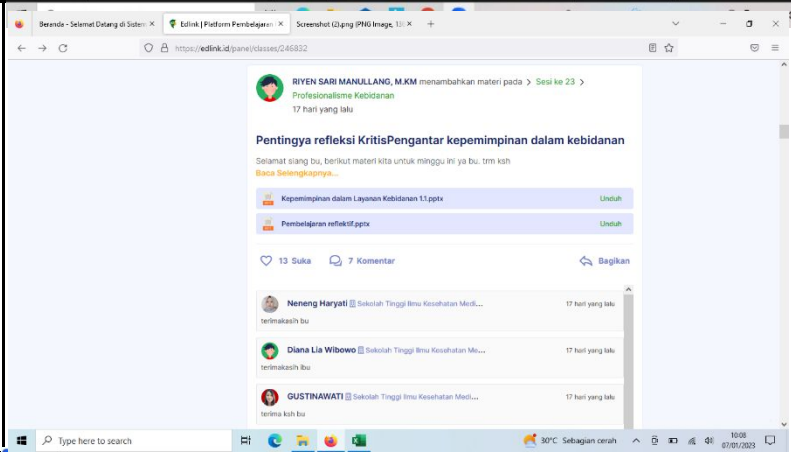 Beranda - Selamat Datang di Sistem
Edlink | Platform Pembelajaran
Screenshot (2).png (PNG Image, 13
https://edlink.id/panel/classes/246832
RIYEN SARI MANULLANG, M.KM menambahkan materi pada > Sesi ke 23 >
Profesionalisme Kebidanan
17 hari yang lalu
Pentingya refleksi KritisPengantar kepemimpinan dalam kebidanan
Selamat siang bu, berikut materi kita untuk minggu ini ya bu. trm ksh
Baca Selengkapnya...
Kepemimpinan dalam Layanan Kebidanan 1.1.pptx Unduh
Pembelajaran reflektif.pptx Unduh
13 Suka 7 Komentar Bagikan
Neneng Haryati Sekolah Tinggi Ilmu Kesehatan Medi... 17 hari yang lalu
terimakasih bu
Diana Lia Wibowo Sekolah Tinggi Ilmu Kesehatan Me... 17 hari yang lalu
terimakasih ibu
GUSTINAWATI Sekolah Tinggi Ilmu Kesehatan Medi... 17 hari yang lalu
terima ksh bu
Type here to search
30°C Sebagian cerah
10:05
07/01/2023